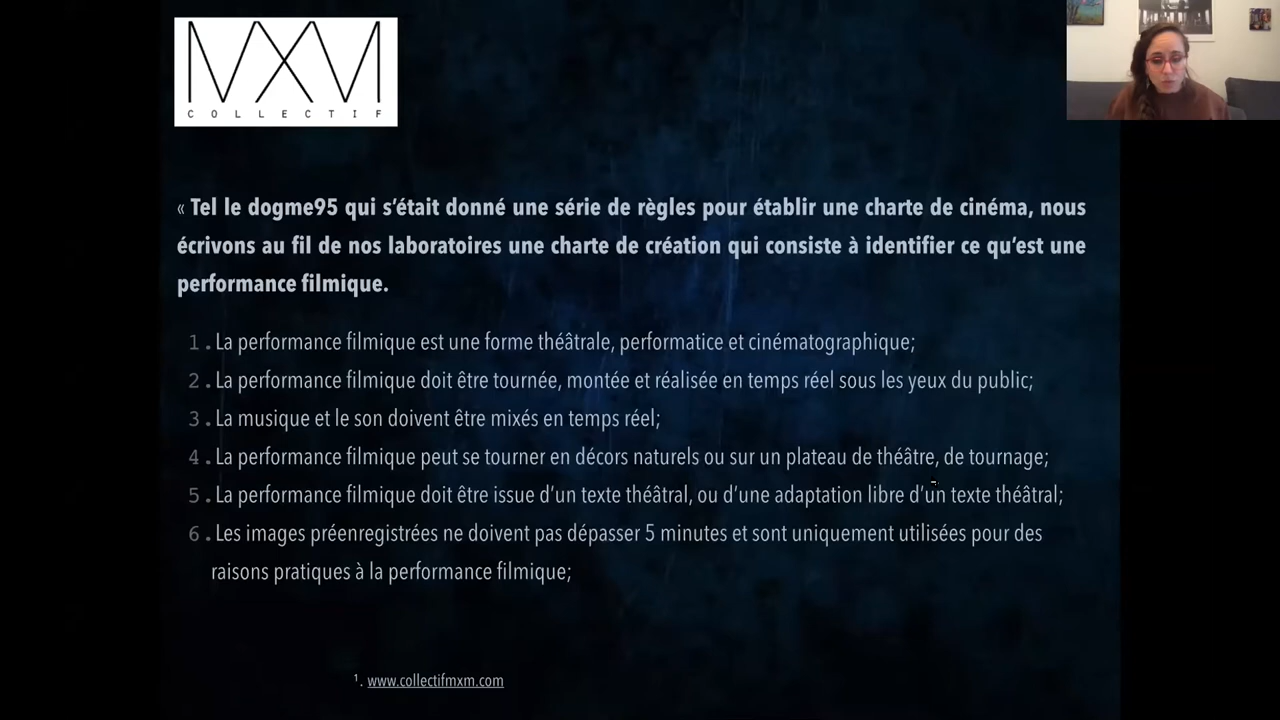 MXM
COLLECTIF
« Tel le dogme95 qui s’était donné une série de règles pour établir une charte de cinéma, nous
écrivons au fil de nos laboratoires une charte de création qui consiste à identifier ce qu’est une
performance filmique.
1. La performance filmique est une forme théâtrale, performatice et cinématographique;
2. La performance filmique doit être tournée, montée et réalisée en temps réel sous les yeux du public;
3. La musique et le son doivent être mixés en temps réel;
4. La performance filmique peut se tourner en décors naturels ou sur un plateau de théâtre, de tournage;
5. La performance filmique doit être issue d’un texte théâtral, ou d’une adaptation libre d’un texte théâtral;
6. Les images préenregistrées ne doivent pas dépasser 5 minutes et sont uniquement utilisées pour des
raisons pratiques à la performance filmique;
¹. www.collectifmxm.com